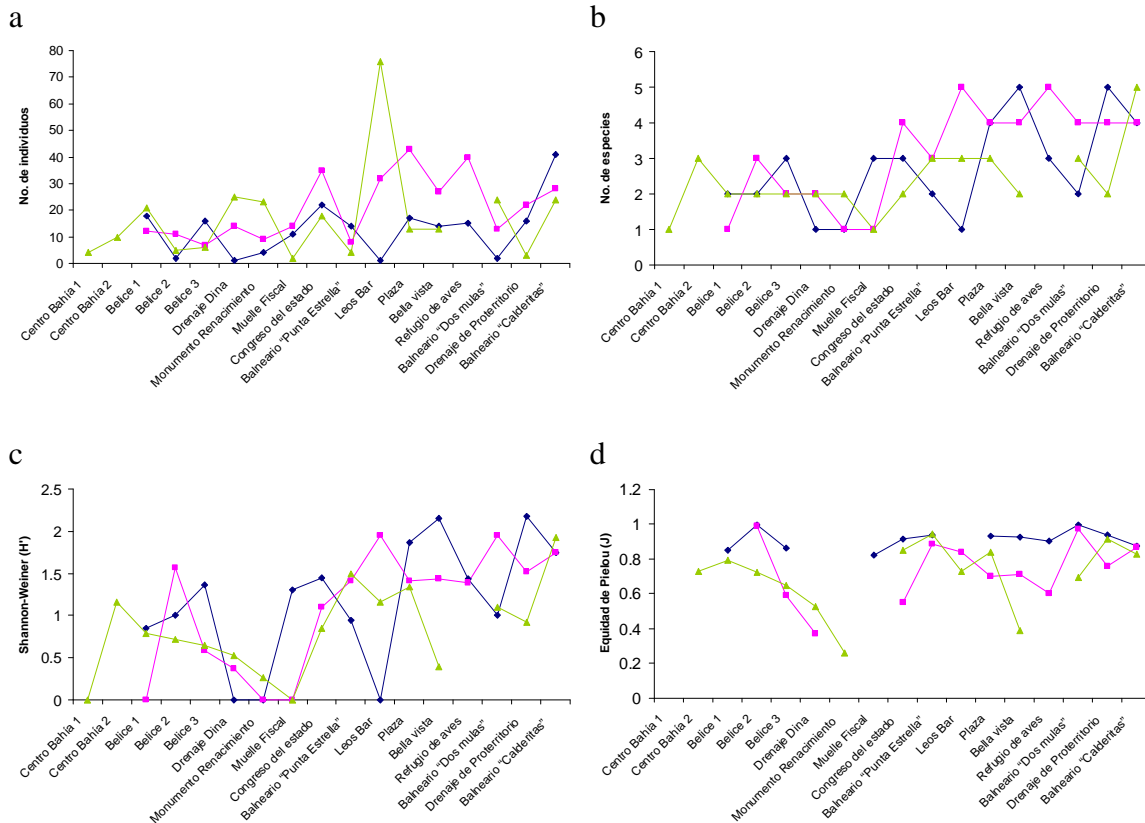 a
No. de individuos
80
70
60
50
40
30
20
10
0
Centro Bahía 1
Centro Bahía 2
Belice 1
Belice 2
Belice 3
Drenaje Dina
Monumento Renacimiento
Muelle Fiscal
Congreso del estado
Balneario "Punta Estrella"
Leos Bar
Plaza
Bella vista
Refugio de aves
Balneario "Dos mulas"
Drenaje de Proterritorio
Balneario "Calderitas"
b
No. de especies
6
5
4
3
2
1
0
Centro Bahía 1
Centro Bahía 2
Belice 1
Belice 2
Belice 3
Drenaje Dina
Monumento Renacimiento
Muelle Fiscal
Congreso del estado
Balneario "Punta Estrella"
Leos Bar
Plaza
Bella vista
Refugio de aves
Balneario "Dos mulas"
Drenaje de Proterritorio
Balneario "Calderitas"
c
Shannon-Weiner (H')
2.5
2
1.5
1
0.5
0
Centro Bahía 1
Centro Bahía 2
Belice 1
Belice 2
Belice 3
Drenaje Dina
Monumento Renacimiento
Muelle Fiscal
Congreso del estado
Balneario "Punta Estrella"
Leos Bar
Plaza
Bella vista
Refugio de aves
Balneario "Dos mulas"
Drenaje de Proterritorio
Balneario "Calderitas"
d
Equidad de Pielou (J)
1.2
1
0.8
0.6
0.4
0.2
0
Centro Bahía 1
Centro Bahía 2
Belice 1
Belice 2
Belice 3
Drenaje Dina
Monumento Renacimiento
Muelle Fiscal
Congreso del estado
Balneario "Punta Estrella"
Leos Bar
Plaza
Bella vista
Refugio de aves
Balneario "Dos mulas"
Drenaje de Proterritorio
Balneario "Calderitas"